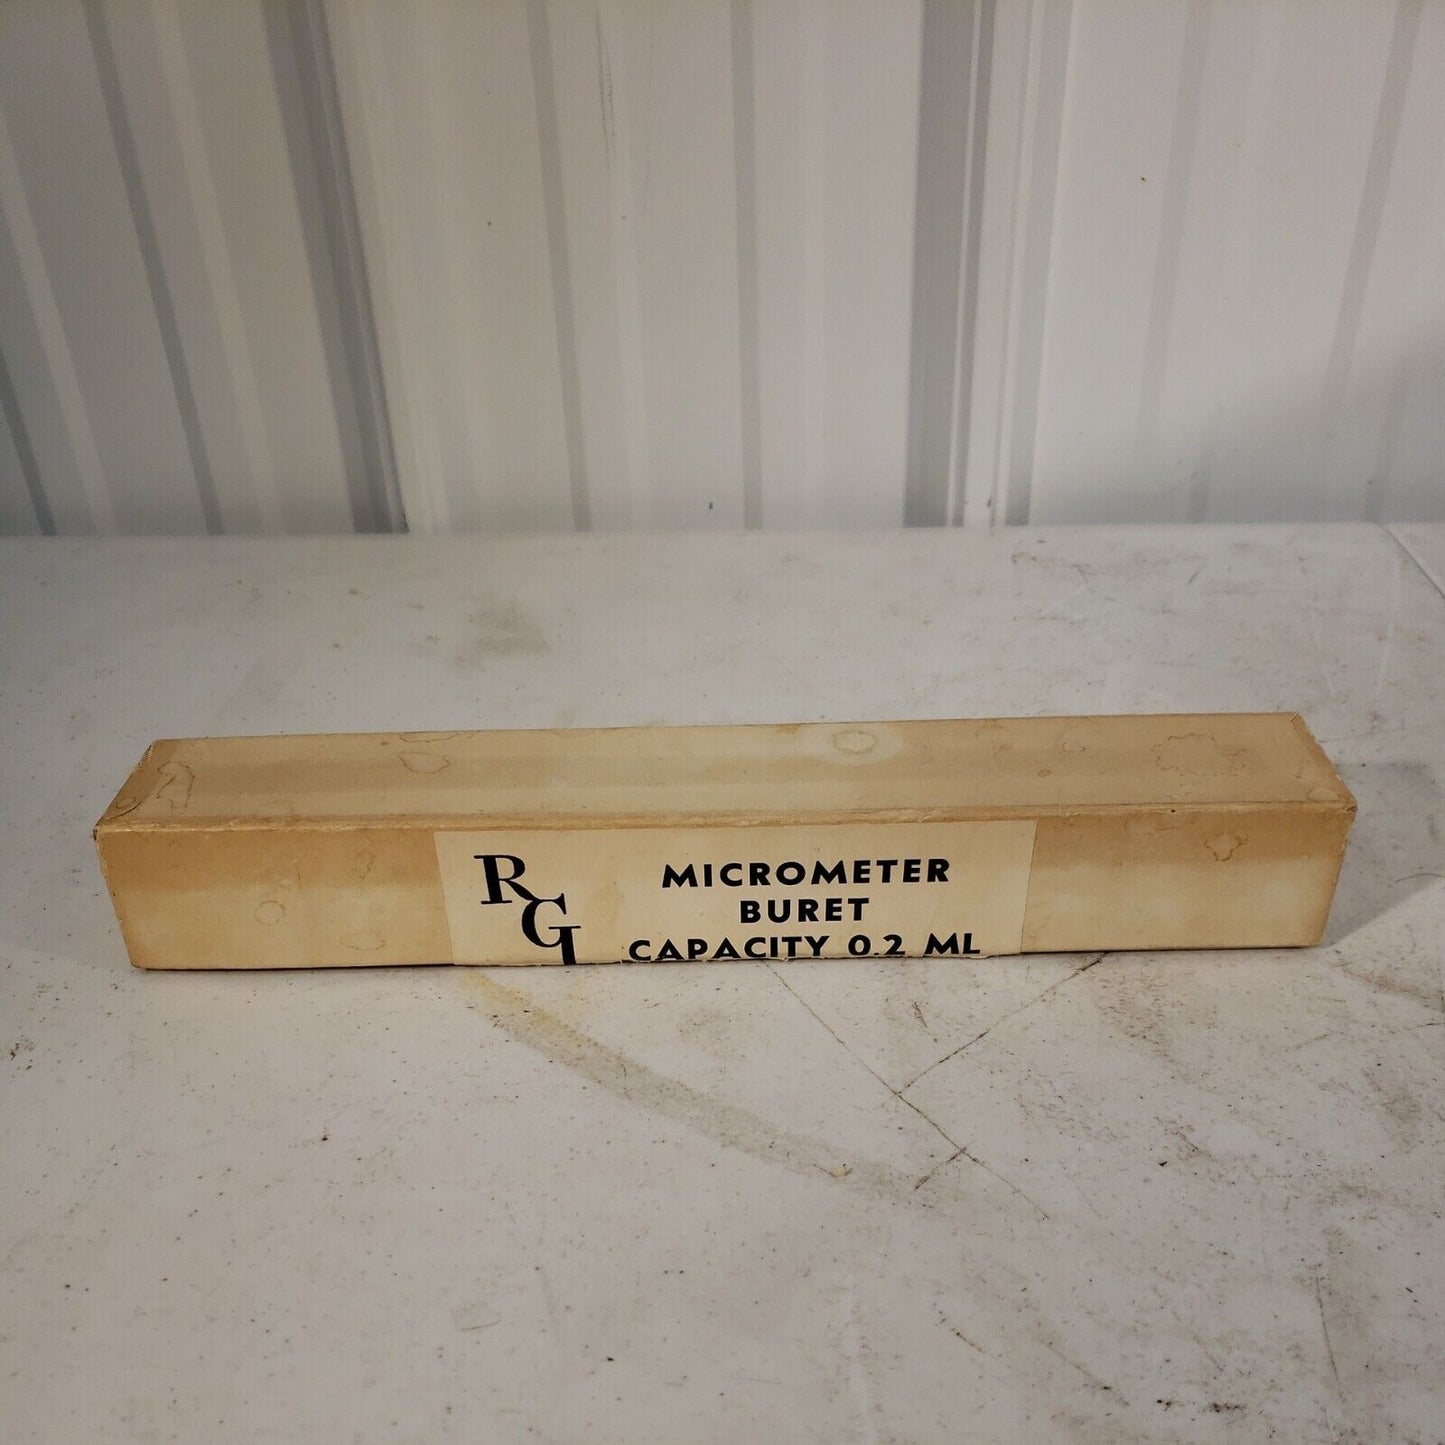 RGI
MICROMETER
BURET
CAPACITY 0.2 ML